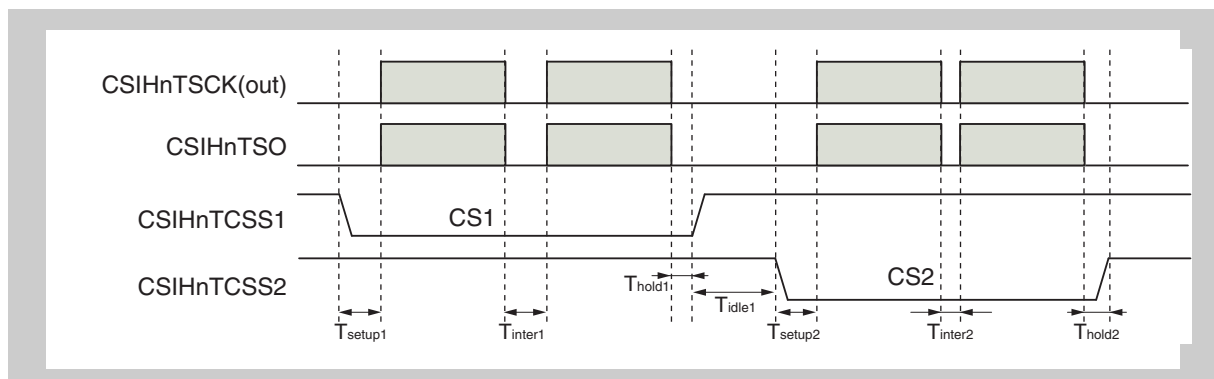 CSIHnTSCK(out)
CSIHnTSO
CSIHnTCSS1
CS1
CSIHnTCSS2
CS2
Thold1
Tidle1
Tsetup1
Tinter1
Tsetup2
Tinter2
Thold2